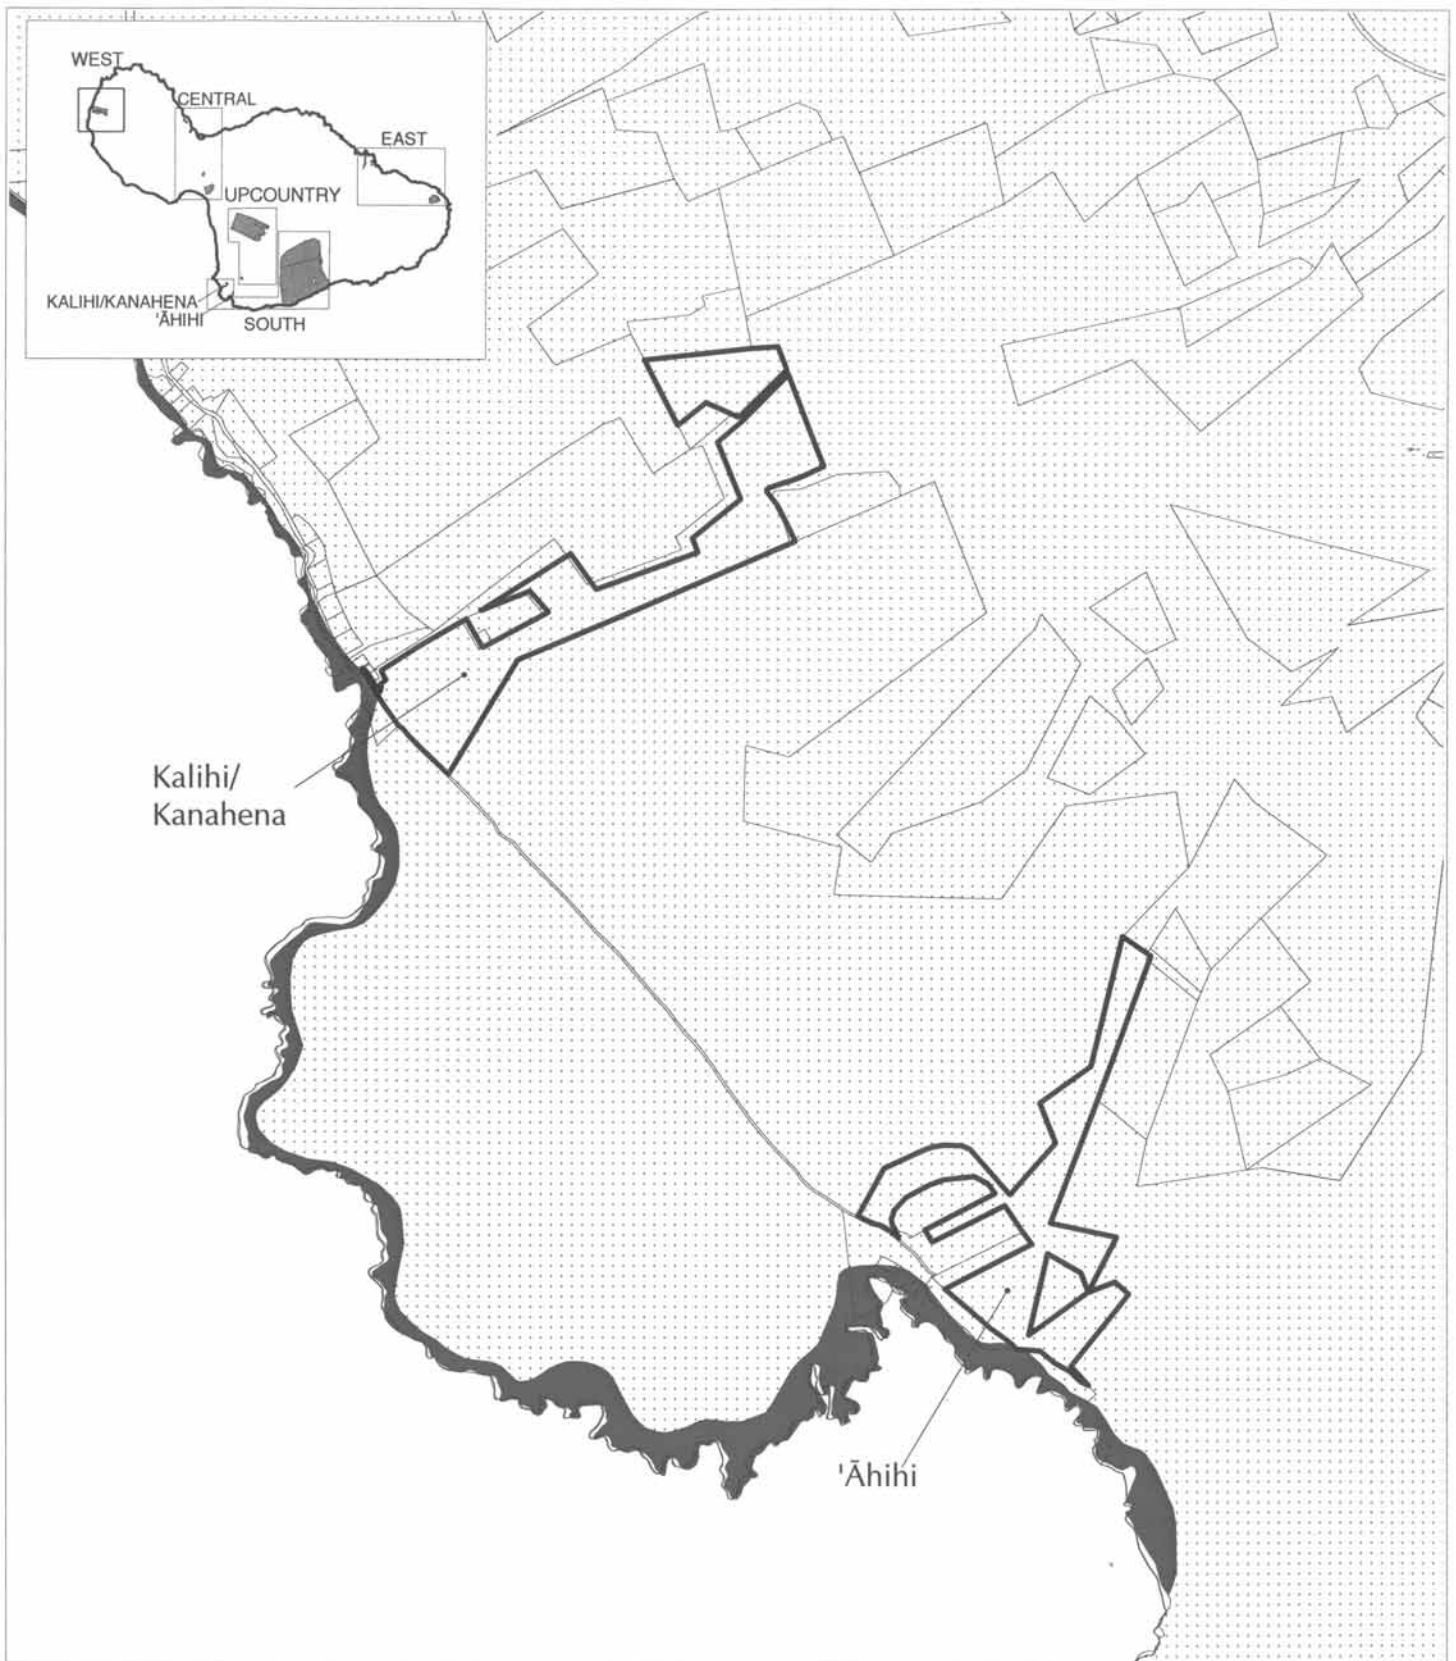 WEST
CENTRAL
EAST
UPCOUNTRY
KALIHI/KANAHENA
'ĀHIHI
SOUTH
Kalihi/
Kanahena
'Āhihi